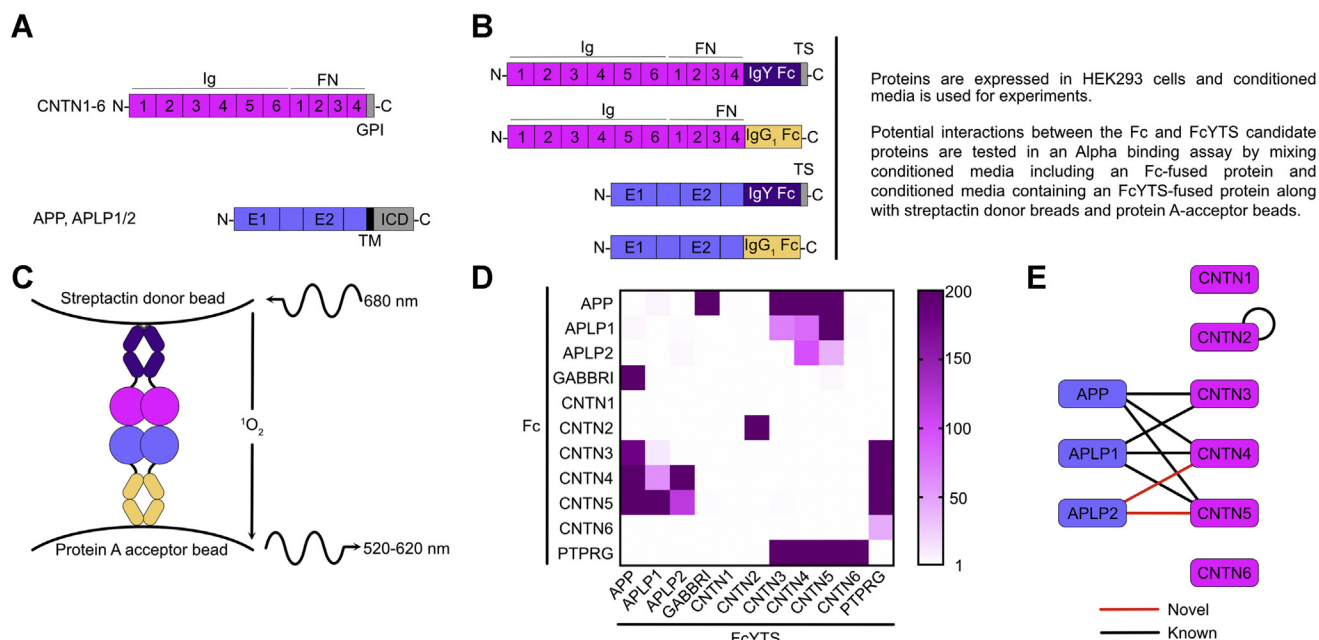 A
Ig
FN
CNTN1-6 N- 1 2 3 4 5 6 1 2 3 4 -C
GPI
APP, APLP1/2
N- E1 E2 ICD -C
TM
B
Ig
FN
TS
N- 1 2 3 4 5 6 1 2 3 4 IgY Fc -C
Ig
FN
N- 1 2 3 4 5 6 1 2 3 4 IgG1 Fc -C
TS
N- E1 E2 IgY Fc -C
N- E1 E2 IgG1 Fc -C
Proteins are expressed in HEK293 cells and conditioned
media is used for experiments.
Potential interactions between the Fc and FcYTS candidate
proteins are tested in an Alpha binding assay by mixing
conditioned media including an Fc-fused protein and
conditioned media containing an FcYTS-fused protein along
with streptactin donor breads and protein A-acceptor beads.
C
Streptactin donor bead
680 nm
1O2
Protein A acceptor bead
520-620 nm
D
Fc
APP
APLP1
APLP2
GABBRI
CNTN1
CNTN2
CNTN3
CNTN4
CNTN5
CNTN6
PTPRG
APP
APLP1
APLP2
GABBRI
CNTN1
CNTN2
CNTN3
CNTN4
CNTN5
CNTN6
PTPRG
FcYTS
200
150
100
50
1
E
CNTN1
CNTN2
APP
CNTN3
APLP1
CNTN4
APLP2
CNTN5
CNTN6
Novel
Known